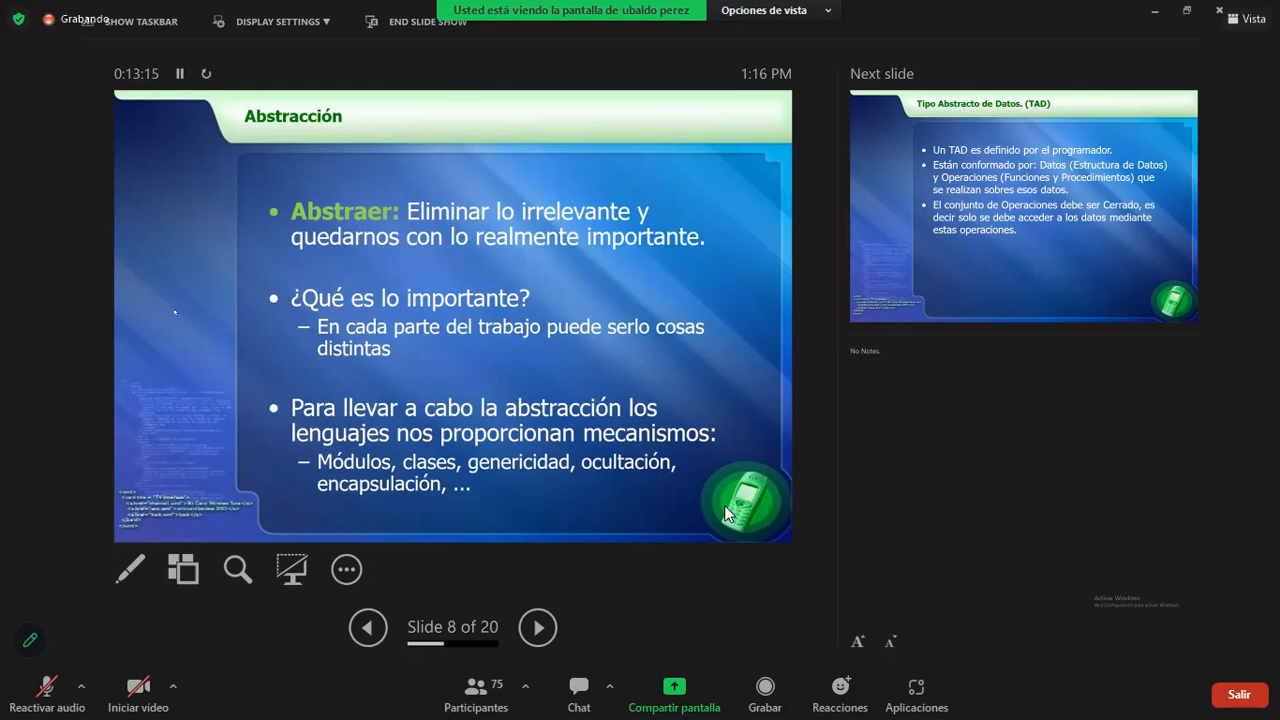 Grabando
SHOW TASKBAR
DISPLAY SETTINGS ▼
END SLIDE SHOW
Usted está viendo la pantalla de ubaldo perez
Opciones de vista
Vista
0:13:15
1:16 PM
Next slide
Abstracción
• Abstraer: Eliminar lo irrelevante y
quedarnos con lo realmente importante.
• ¿Qué es lo importante?
– En cada parte del trabajo puede serlo cosas
distintas
• Para llevar a cabo la abstracción los
lenguajes nos proporcionan mecanismos:
– Módulos, clases, genericidad, ocultación,
encapsulación, ...
Tipo Abstracto de Datos. (TAD)
• Un TAD es definido por el programador.
• Están conformado por: Datos (Estructura de Datos)
y Operaciones (Funciones y Procedimientos) que
se realizan sobres esos datos.
• El conjunto de Operaciones debe ser Cerrado, es
decir solo se debe acceder a los datos mediante
estas operaciones.
No Notes.
Activar Windows
Slide 8 of 20
A A
Reactivar audio
Iniciar vídeo
75
Participantes
Chat
Compartir pantalla
Grabar
Reacciones
Aplicaciones
Salir